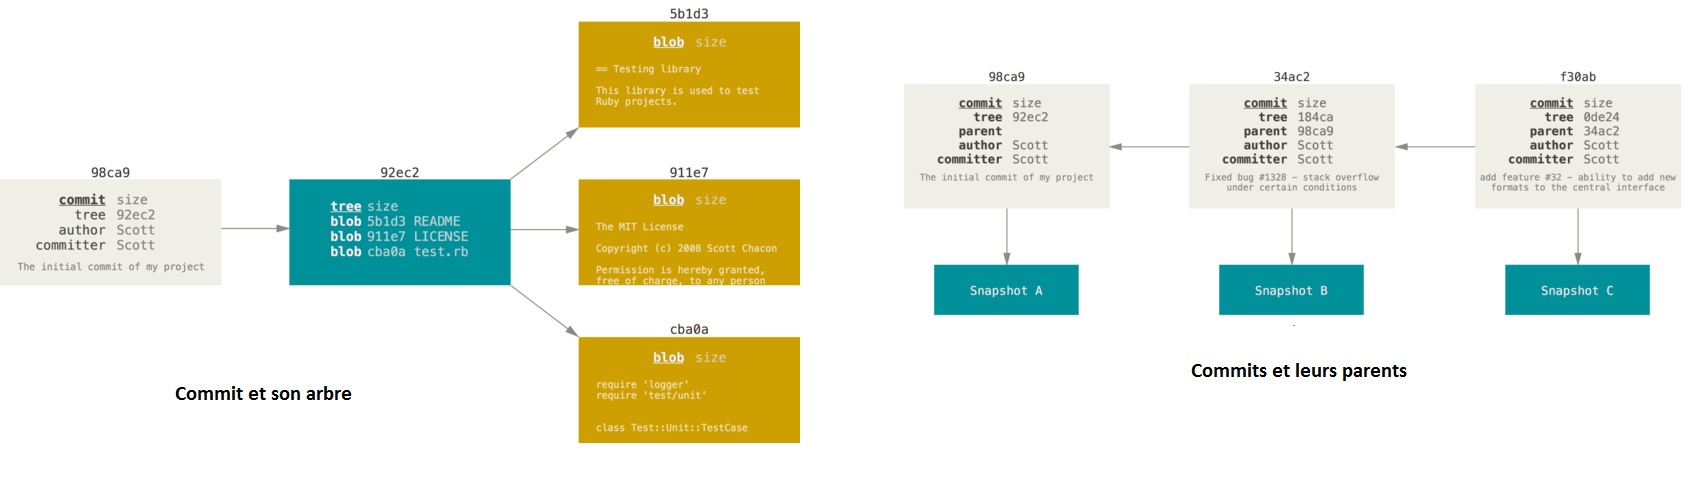 5b1d3
blob size
== Testing library
This library is used to test
Ruby projects.
98ca9
commit size
tree 92ec2
author Scott
committer Scott
The initial commit of my project
92ec2
tree size
blob 5b1d3 README
blob 911e7 LICENSE
blob cba0a test.rb
911e7
blob size
The MIT License
Copyright (c) 2008 Scott Chacon
Permission is hereby granted,
free of charge, to any person
cba0a
blob size
require 'logger'
require 'test/unit'
class Test::Unit::TestCase
Commit et son arbre
98ca9
commit size
tree 92ec2
parent
author Scott
committer Scott
The initial commit of my project
34ac2
commit size
tree 184ca
parent 98ca9
author Scott
committer Scott
Fixed bug #1328 – stack overflow
under certain conditions
f30ab
commit size
tree 0de24
parent 34ac2
author Scott
committer Scott
add feature #32 – ability to add new
formats to the central interface
Snapshot A
Snapshot B
Snapshot C
Commits et leurs parents